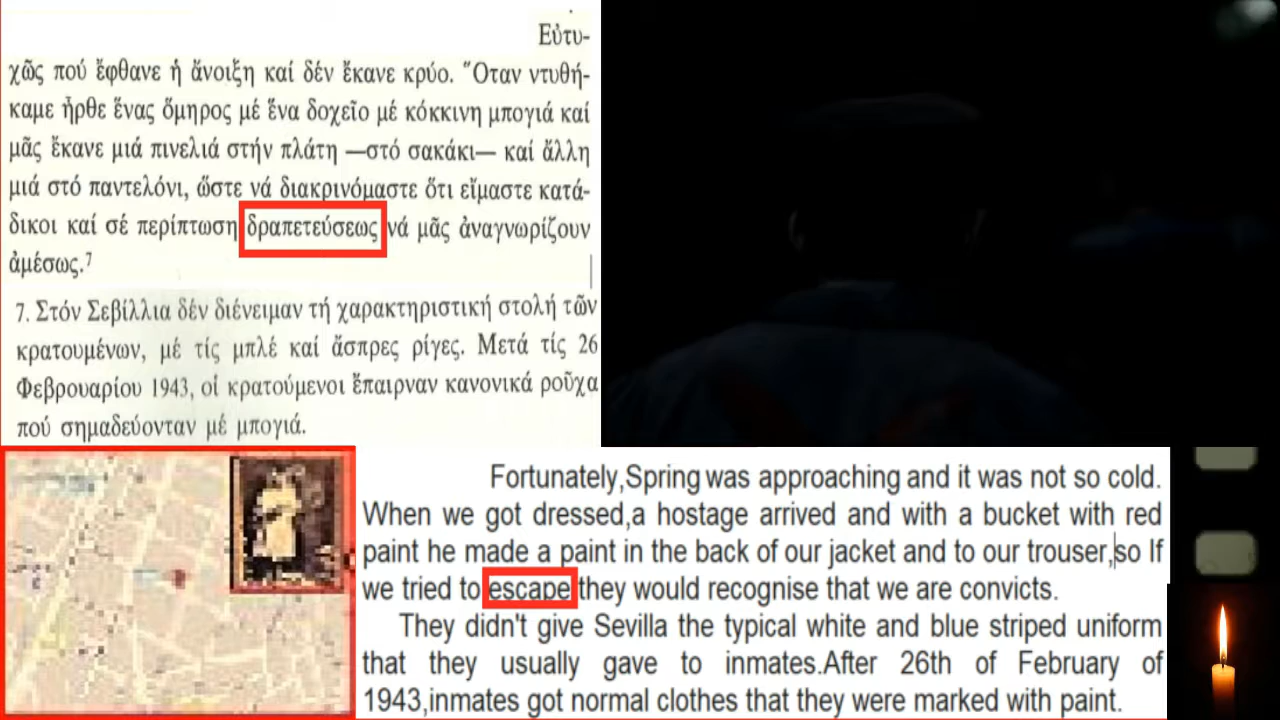 Εὐτυ-
χῶς πού ἔφθανε ἡ ἄνοιξη καί δέν ἔκανε κρύο. Ὅταν ντυθή-
καμε ἦρθε ἕνας ὅμηρος μέ ἕνα δοχεῖο μέ κόκκινη μπογιά καί
μᾶς ἔκανε μιά πινελιά στήν πλάτη —στό σακάκι— καί ἄλλη
μιά στό παντελόνι, ὥστε νά διακρινόμαστε ὅτι εἴμαστε κατά-
δικοι καί σέ περίπτωση δραπετεύσεως νά μᾶς ἀναγνωρίζουν
ἀμέσως.⁷
7. Στόν Σεβίλλια δέν διένειμαν τή χαρακτηριστική στολή τῶν
κρατουμένων, μέ τίς μπλέ καί ἄσπρες ρίγες. Μετά τίς 26
Φεβρουαρίου 1943, οἱ κρατούμενοι ἔπαιρναν κανονικά ροῦχα
πού σημαδεύονταν μέ μπογιά.
Fortunately,Spring was approaching and it was not so cold.
When we got dressed,a hostage arrived and with a bucket with red
paint he made a paint in the back of our jacket and to our trouser,so If
we tried to escape they would recognise that we are convicts.
They didn't give Sevilla the typical white and blue striped uniform
that they usually gave to inmates.After 26th of February of
1943,inmates got normal clothes that they were marked with paint.